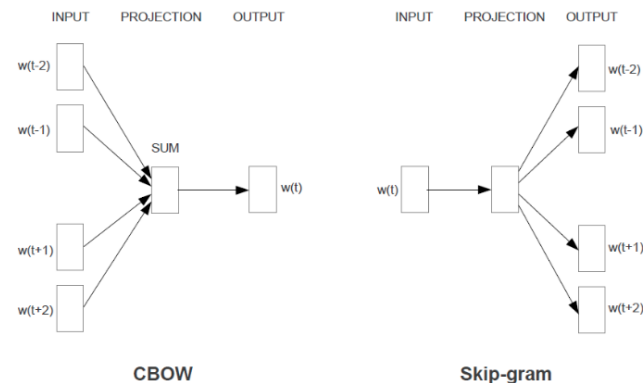 INPUT PROJECTION OUTPUT
w(t-2)
w(t-1)
SUM
w(t)
w(t+1)
w(t+2)
CBOW
INPUT PROJECTION OUTPUT
w(t-2)
w(t-1)
w(t)
w(t+1)
w(t+2)
Skip-gram